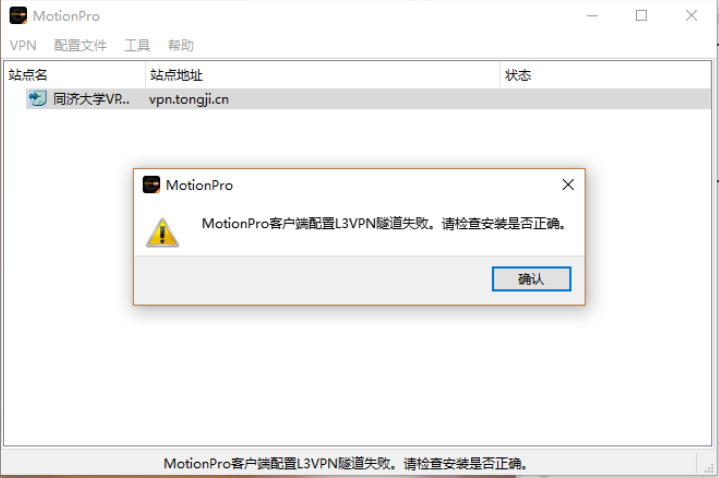 MotionPro
VPN 配置文件 工具 帮助
站点名 站点地址 状态
同济大学VP... vpn.tongji.cn
MotionPro
MotionPro客户端配置L3VPN隧道失败。请检查安装是否正确。
确认
MotionPro客户端配置L3VPN隧道失败。请检查安装是否正确。